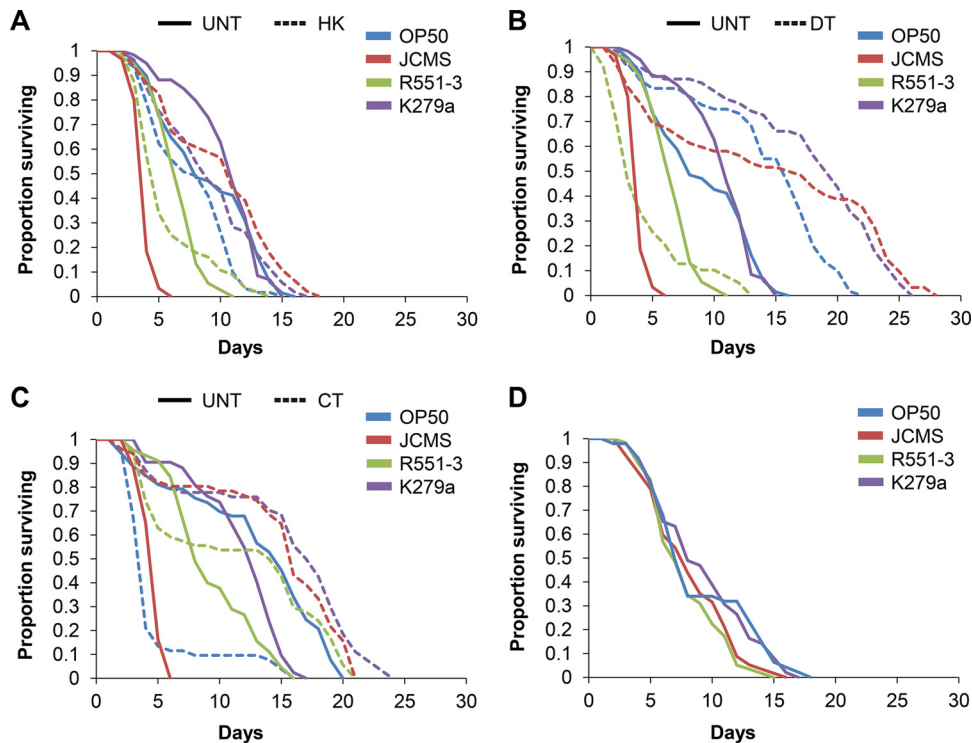 A
UNT HK
OP50
JCMS
R551-3
K279a
Proportion surviving
1
0.9
0.8
0.7
0.6
0.5
0.4
0.3
0.2
0.1
0
0 5 10 15 20 25 30
Days
B
UNT DT
OP50
JCMS
R551-3
K279a
Proportion surviving
1
0.9
0.8
0.7
0.6
0.5
0.4
0.3
0.2
0.1
0
0 5 10 15 20 25 30
Days
C
UNT CT
OP50
JCMS
R551-3
K279a
Proportion surviving
1
0.9
0.8
0.7
0.6
0.5
0.4
0.3
0.2
0.1
0
0 5 10 15 20 25 30
Days
D
OP50
JCMS
R551-3
K279a
Proportion surviving
1
0.9
0.8
0.7
0.6
0.5
0.4
0.3
0.2
0.1
0
0 5 10 15 20 25 30
Days